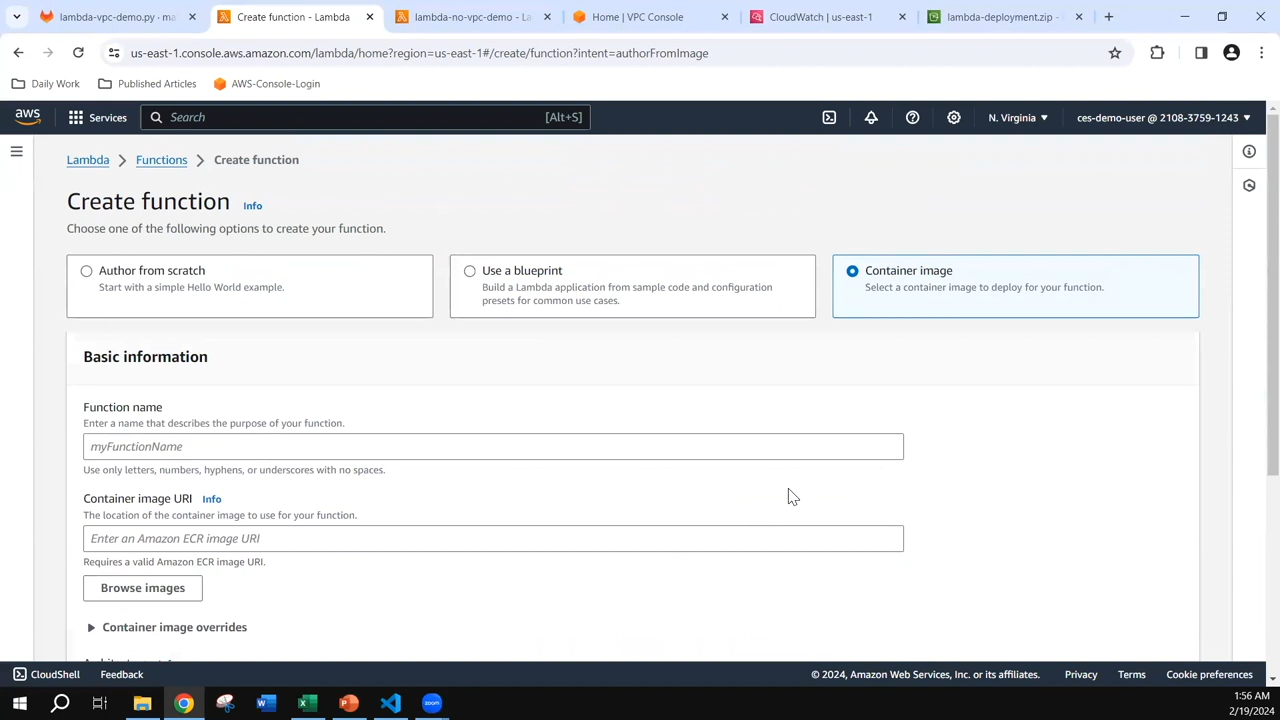 lambda-vpc-demo.py · ma
Create function - Lambda
lambda-no-vpc-demo - La
Home | VPC Console
CloudWatch | us-east-1
lambda-deployment.zip -
us-east-1.console.aws.amazon.com/lambda/home?region=us-east-1#/create/function?intent=authorFromImage
Daily Work
Published Articles
AWS-Console-Login
aws
Services
Search
[Alt+S]
N. Virginia
ces-demo-user @ 2108-3759-1243
Lambda
Functions
Create function
Create function
Info
Choose one of the following options to create your function.
Author from scratch
Start with a simple Hello World example.
Use a blueprint
Build a Lambda application from sample code and configuration
presets for common use cases.
Container image
Select a container image to deploy for your function.
Basic information
Function name
Enter a name that describes the purpose of your function.
myFunctionName
Use only letters, numbers, hyphens, or underscores with no spaces.
Container image URI
Info
The location of the container image to use for your function.
Enter an Amazon ECR image URI
Requires a valid Amazon ECR image URI.
Browse images
Container image overrides
CloudShell
Feedback
© 2024, Amazon Web Services, Inc. or its affiliates.
Privacy
Terms
Cookie preferences
zoom
1:56 AM
2/19/2024